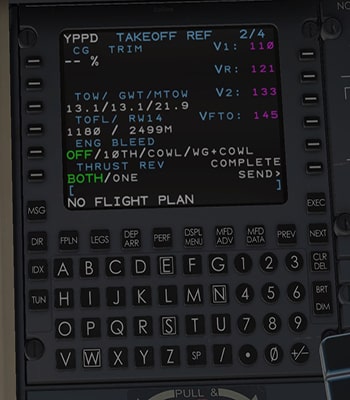 YPPD TAKEOFF REF 2/4
CG TRIM V1: 110
-- %
VR: 121
TOW/ GWT/MTOW V2: 133
13.1/13.1/21.9
TOFL/ RW14 VFTO: 145
1180 / 2499M
ENG BLEED
OFF/10TH/COWL/WG+COWL
THRUST REV COMPLETE
BOTH/ONE SEND>
[ ]
NO FLIGHT PLAN
MSG EXEC
DIR FPLN LEGS DEP ARR PERF DSPL MENU MFD ADV MFD DATA PREV NEXT
IDX A B C D E F G 1 2 3 CLR DEL
TUN H I J K L M N 4 5 6 BRT DIM
O P Q R S T U 7 8 9
V W X Y Z SP / • 0 +/-
PULL &